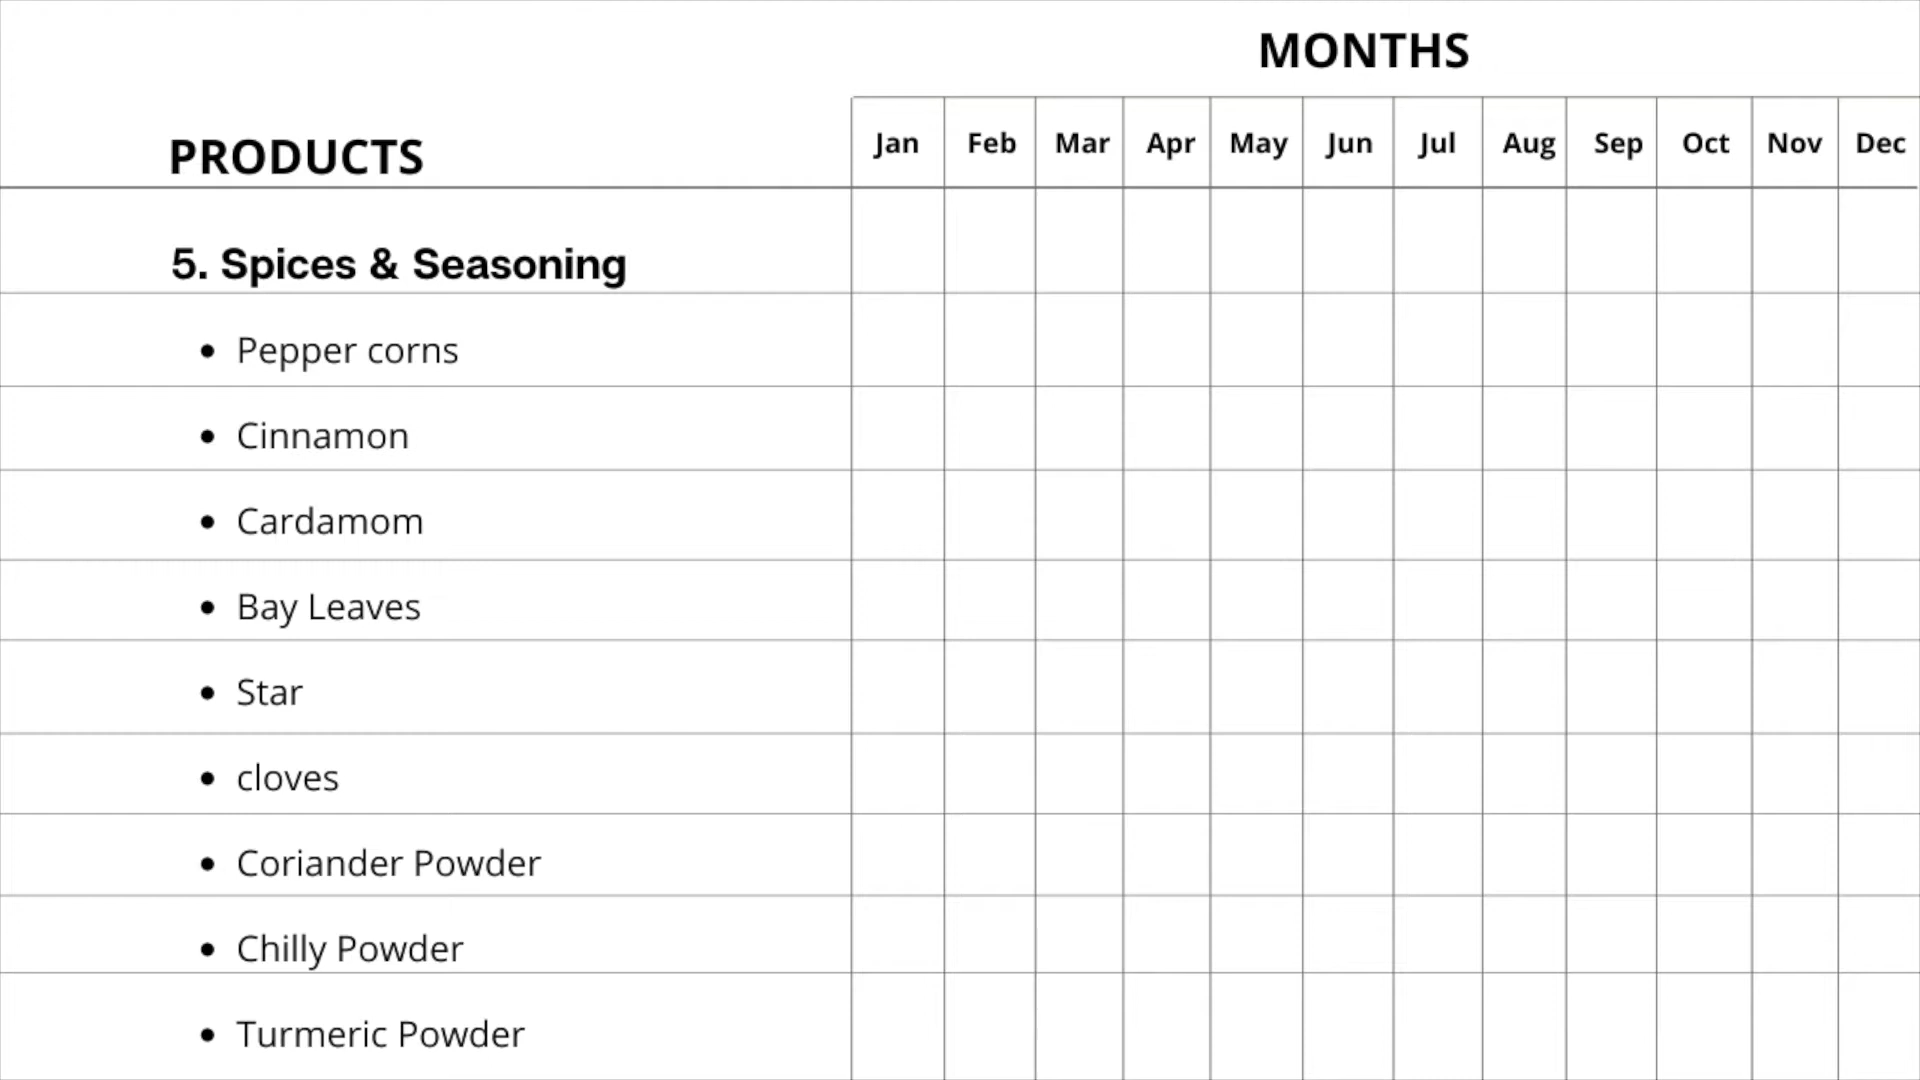 MONTHS
PRODUCTS Jan Feb Mar Apr May Jun Jul Aug Sep Oct Nov Dec
5. Spices & Seasoning
• Pepper corns
• Cinnamon
• Cardamom
• Bay Leaves
• Star
• cloves
• Coriander Powder
• Chilly Powder
• Turmeric Powder